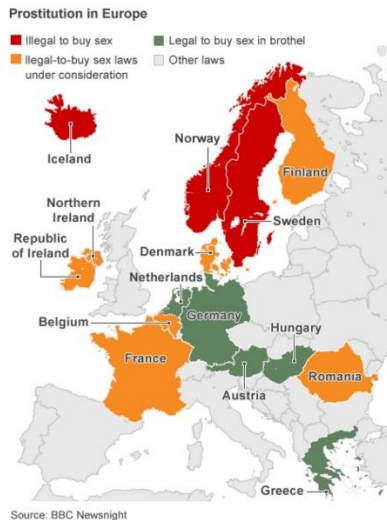 Prostitution in Europe
Illegal to buy sex
Legal to buy sex in brothel
Ilegal-to-buy sex laws
under consideration
Other laws
Iceland
Norway
Finland
Northern
Ireland
Republic
of Ireland
Sweden
Denmark
Netherlands
Germany
Belgium
Hungary
France
Romania
Austria
Greece
Source: BBC Newsnight